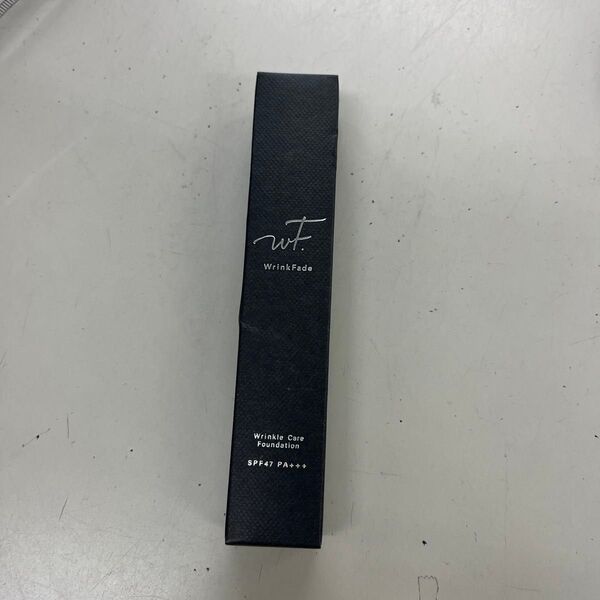 WF.
WrinkFade
Wrinkle Care
Foundation
SPF47 PA+++